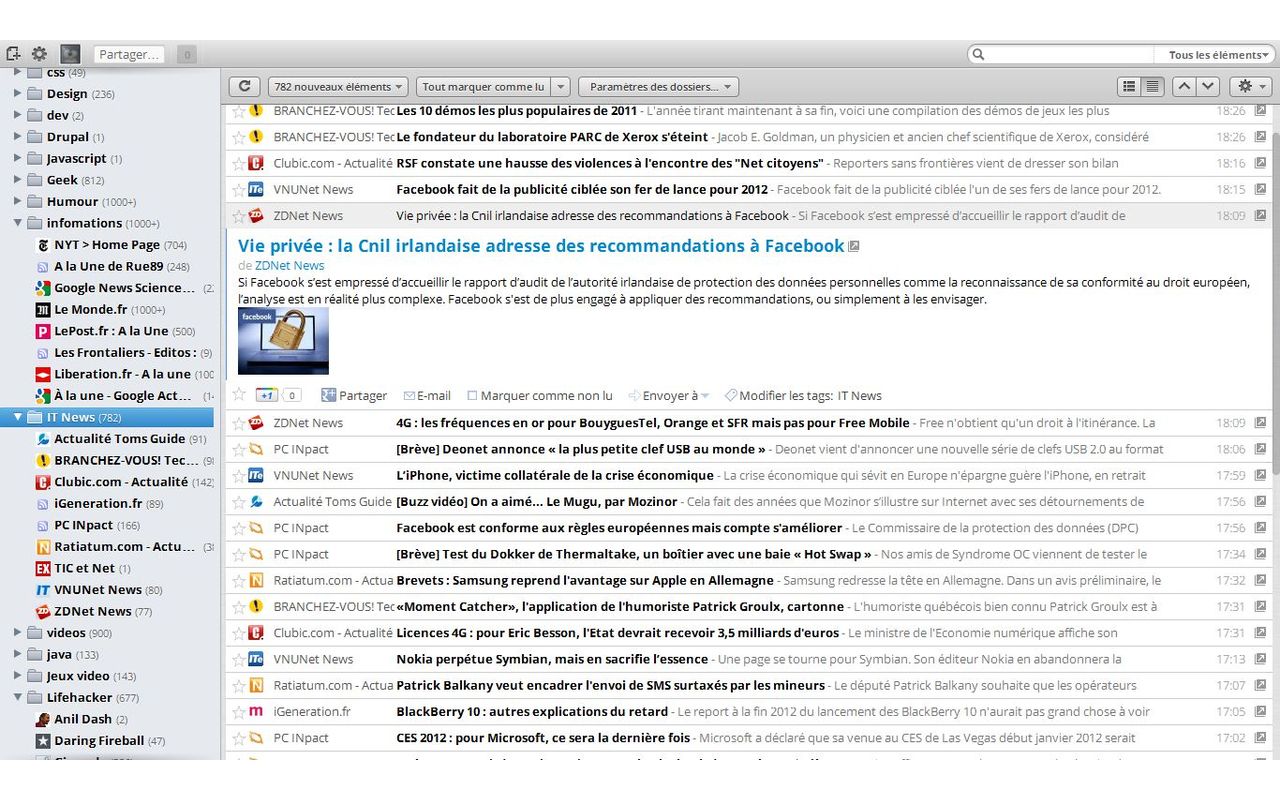 Partager...
0
Tous les éléments
css (49)
Design (236)
dev (2)
Drupal (1)
Javascript (1)
Geek (812)
Humour (1000+)
infomations (1000+)
NYT > Home Page (704)
A la Une de Rue89 (248)
Google News Science...
Le Monde.fr (1000+)
LePost.fr : A la Une (500)
Les Frontaliers - Editos : (9)
Liberation.fr - A la une (100
À la une - Google Act...
IT News (782)
Actualité Toms Guide (91)
BRANCHEZ-VOUS! Tec...
Clubic.com - Actualité (142)
iGeneration.fr (89)
PC INpact (166)
Ratiatum.com - Actu...
TIC et Net (1)
VNUNet News (80)
ZDNet News (77)
videos (900)
java (133)
Jeux video (143)
Lifehacker (677)
Anil Dash (2)
Daring Fireball (47)
782 nouveaux éléments
Tout marquer comme lu
Paramètres des dossiers...
BRANCHEZ-VOUS! Tec Les 10 démos les plus populaires de 2011 - L'année tirant maintenant à sa fin, voici une compilation des démos de jeux les plus 18:26
BRANCHEZ-VOUS! Tec Le fondateur du laboratoire PARC de Xerox s'éteint - Jacob E. Goldman, un physicien et ancien chef scientifique de Xerox, considéré 18:26
Clubic.com - Actualité RSF constate une hausse des violences à l'encontre des "Net citoyens" - Reporters sans frontières vient de dresser son bilan 18:16
VNUNet News Facebook fait de la publicité ciblée son fer de lance pour 2012 - Facebook fait de la publicité ciblée l'un de ses fers de lance pour 2012. 18:15
ZDNet News Vie privée : la Cnil irlandaise adresse des recommandations à Facebook - Si Facebook s'est empressé d'accueillir le rapport d'audit de 18:09
Vie privée : la Cnil irlandaise adresse des recommandations à Facebook
de ZDNet News
Si Facebook s'est empressé d'accueillir le rapport d'audit de l'autorité irlandaise de protection des données personnelles comme la reconnaissance de sa conformité au droit européen,
l'analyse est en réalité plus complexe. Facebook s'est de plus engagé à appliquer des recommandations, ou simplement à les envisager.
facebook
+1 0 Partager E-mail Marquer comme non lu Envoyer à Modifier les tags: IT News
ZDNet News 4G : les fréquences en or pour BouyguesTel, Orange et SFR mais pas pour Free Mobile - Free n'obtient qu'un droit à l'itinérance. La 18:09
PC INpact [Brève] Deonet annonce « la plus petite clef USB au monde » - Deonet vient d'annoncer une nouvelle série de clefs USB 2.0 au format 18:06
VNUNet News L'iPhone, victime collatérale de la crise économique - La crise économique qui sévit en Europe n'épargne guère l'iPhone, en retrait 17:59
Actualité Toms Guide [Buzz vidéo] On a aimé... Le Mugu, par Mozinor - Cela fait des années que Mozinor s'illustre sur Internet avec ses détournements de 17:56
PC INpact Facebook est conforme aux règles européennes mais compte s'améliorer - Le Commissaire de la protection des données (DPC) 17:56
PC INpact [Brève] Test du Dokker de Thermaltake, un boîtier avec une baie « Hot Swap » - Nos amis de Syndrome OC viennent de tester le 17:34
Ratiatum.com - Actua Brevets : Samsung reprend l'avantage sur Apple en Allemagne - Samsung redresse la tête en Allemagne. Dans un avis préliminaire, le 17:32
BRANCHEZ-VOUS! Tec «Moment Catcher», l'application de l'humoriste Patrick Groulx, cartonne - L'humoriste québécois bien connu Patrick Groulx est à 17:31
Clubic.com - Actualité Licences 4G : pour Eric Besson, l'Etat devrait recevoir 3,5 milliards d'euros - Le ministre de l'Economie numérique affiche son 17:31
VNUNet News Nokia perpétue Symbian, mais en sacrifie l'essence - Une page se tourne pour Symbian. Son éditeur Nokia en abandonnera la 17:13
Ratiatum.com - Actua Patrick Balkany veut encadrer l'envoi de SMS surtaxés par les mineurs - Le député Patrick Balkany souhaite que les opérateurs 17:07
iGeneration.fr BlackBerry 10 : autres explications du retard - Le report à la fin 2012 du lancement des BlackBerry 10 n'aurait pas grand chose à voir 17:05
PC INpact CES 2012 : pour Microsoft, ce sera la dernière fois - Microsoft a déclaré que sa venue au CES de Las Vegas début janvier 2012 serait 17:02